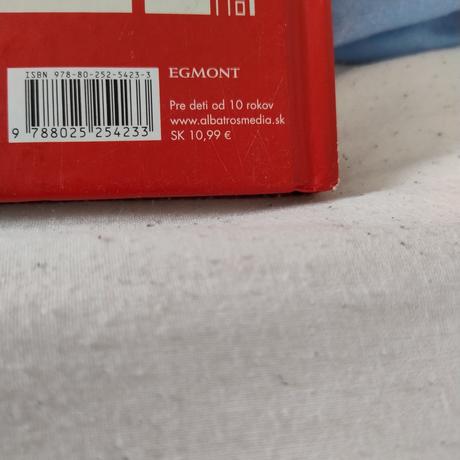 ISBN 978-80-252-5423-3
9 788025 254233
EGMONT
Pre deti od 10 rokov
www.albatrosmedia.sk
SK 10,99 €